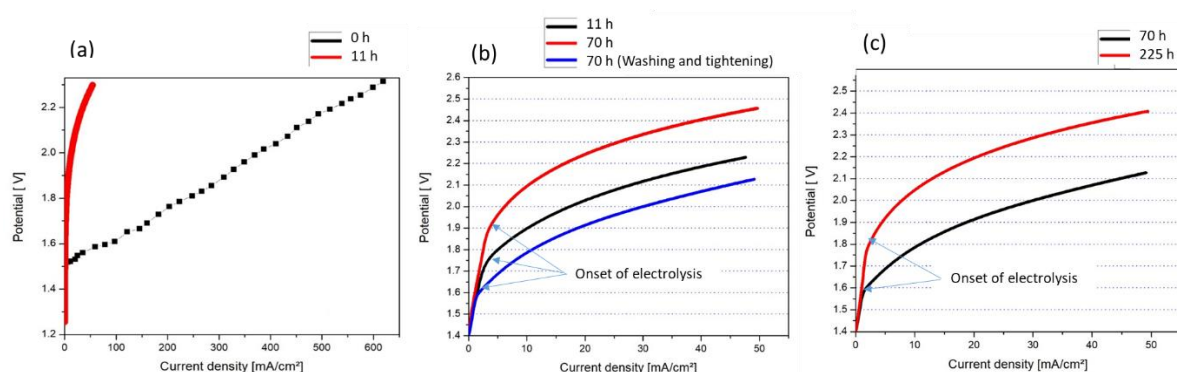 (a)
0 h
11 h
Potential[ V]
2.2
2.0
1.8
1.6
1.4
1.2
0 100 200 300 400 500 600
Current density [mA/cm²]
(b)
11 h
70 h
70 h (Washing and tightening)
Potential [V]
2.6
2.5
2.4
2.3
2.2
2.1
2.0
1.9
1.8
1.7
1.6
1.5
1.4
Onset of electrolysis
0 10 20 30 40 50
Current density [mA/cm²]
(c)
70 h
225 h
Potential [V]
2.5
2.4
2.3
2.2
2.1
2.0
1.9
1.8
1.7
1.6
1.5
1.4
Onset of electrolysis
0 10 20 30 40 50
Current density [mA/cm²]